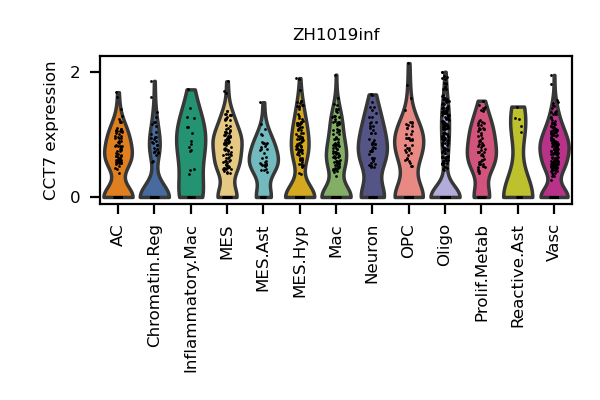 ZH1019inf
CCT7 expression
2
0
AC
Chromatin.Reg
Inflammatory.Mac
MES
MES.Ast
MES.Hyp
Mac
Neuron
OPC
Oligo
Prolif.Metab
Reactive.Ast
Vasc